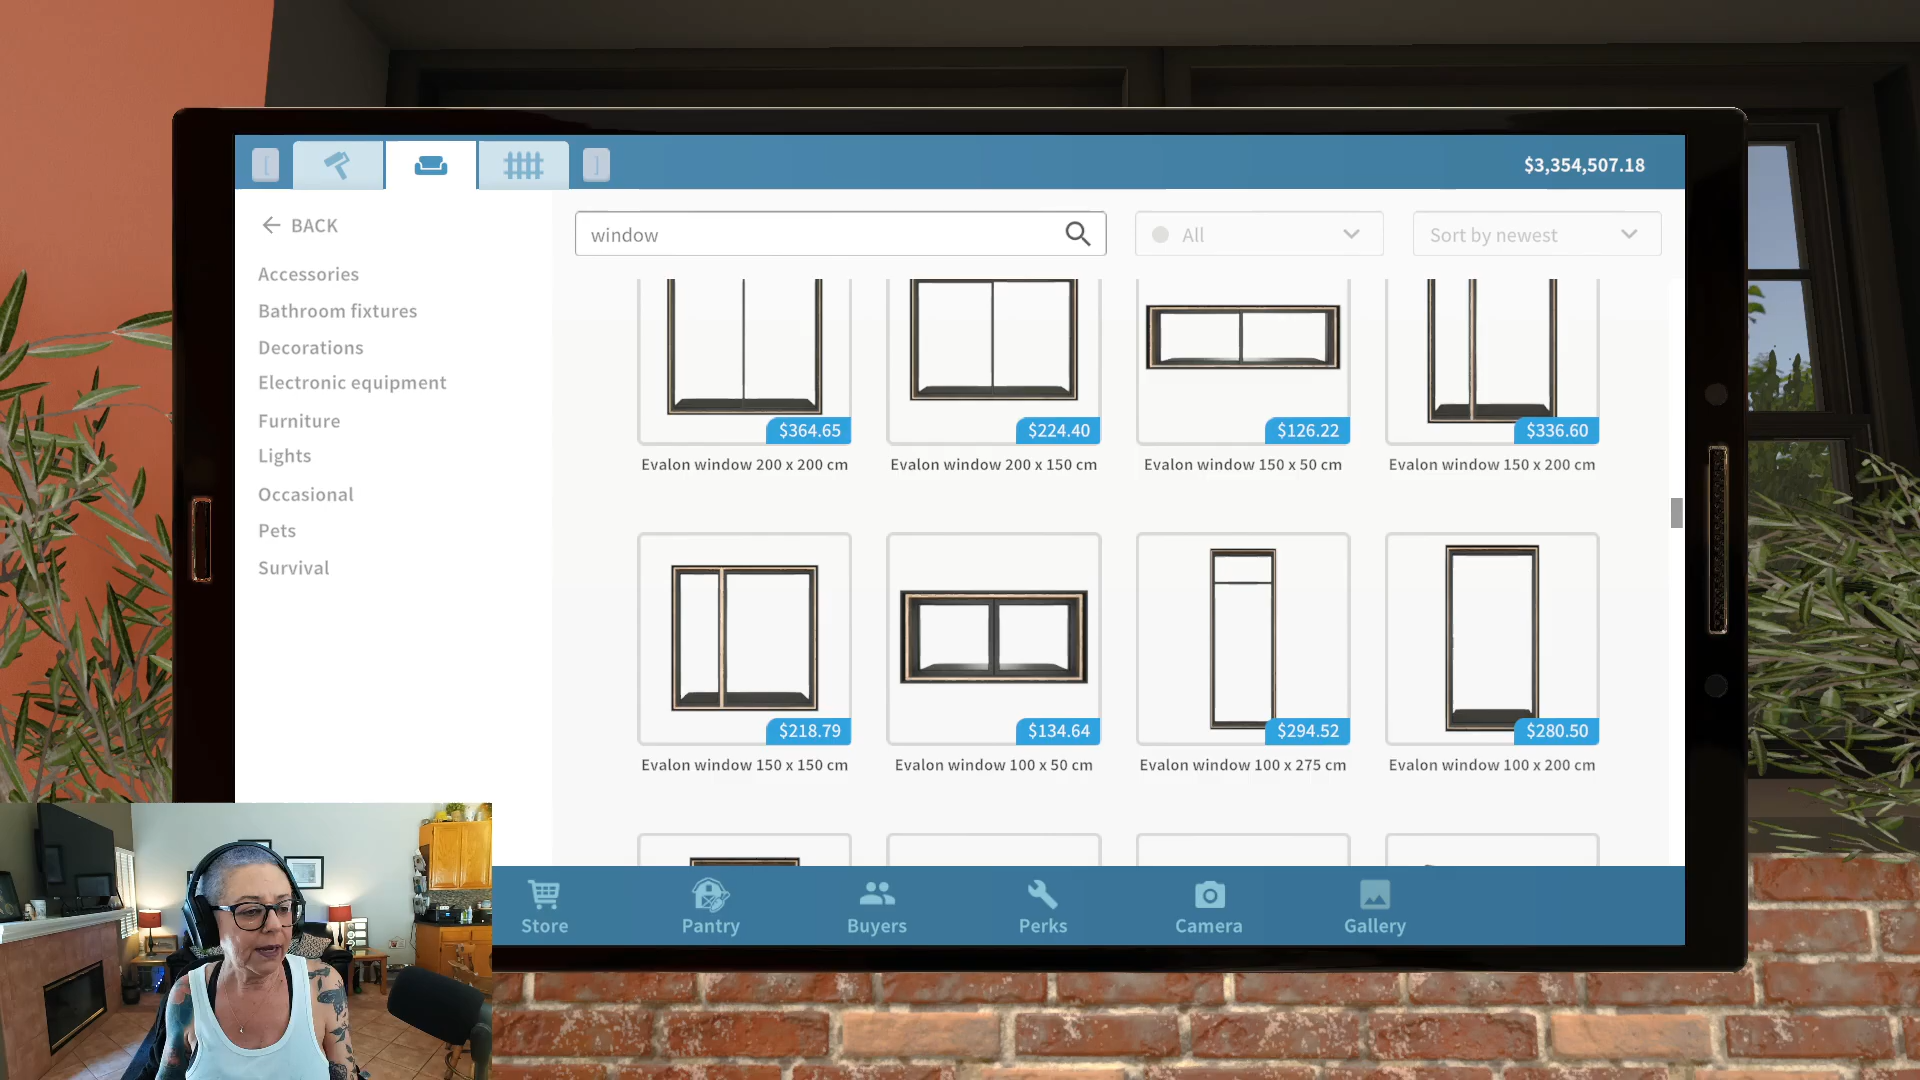 [
]
$3,354,507.18
BACK
Accessories
Bathroom fixtures
Decorations
Electronic equipment
Furniture
Lights
Occasional
Pets
Survival
window
All
Sort by newest
$364.65
$224.40
$126.22
$336.60
Evalon window 200 x 200 cm
Evalon window 200 x 150 cm
Evalon window 150 x 50 cm
Evalon window 150 x 200 cm
$218.79
$134.64
$294.52
$280.50
Evalon window 150 x 150 cm
Evalon window 100 x 50 cm
Evalon window 100 x 275 cm
Evalon window 100 x 200 cm
Store
Pantry
Buyers
Perks
Camera
Gallery